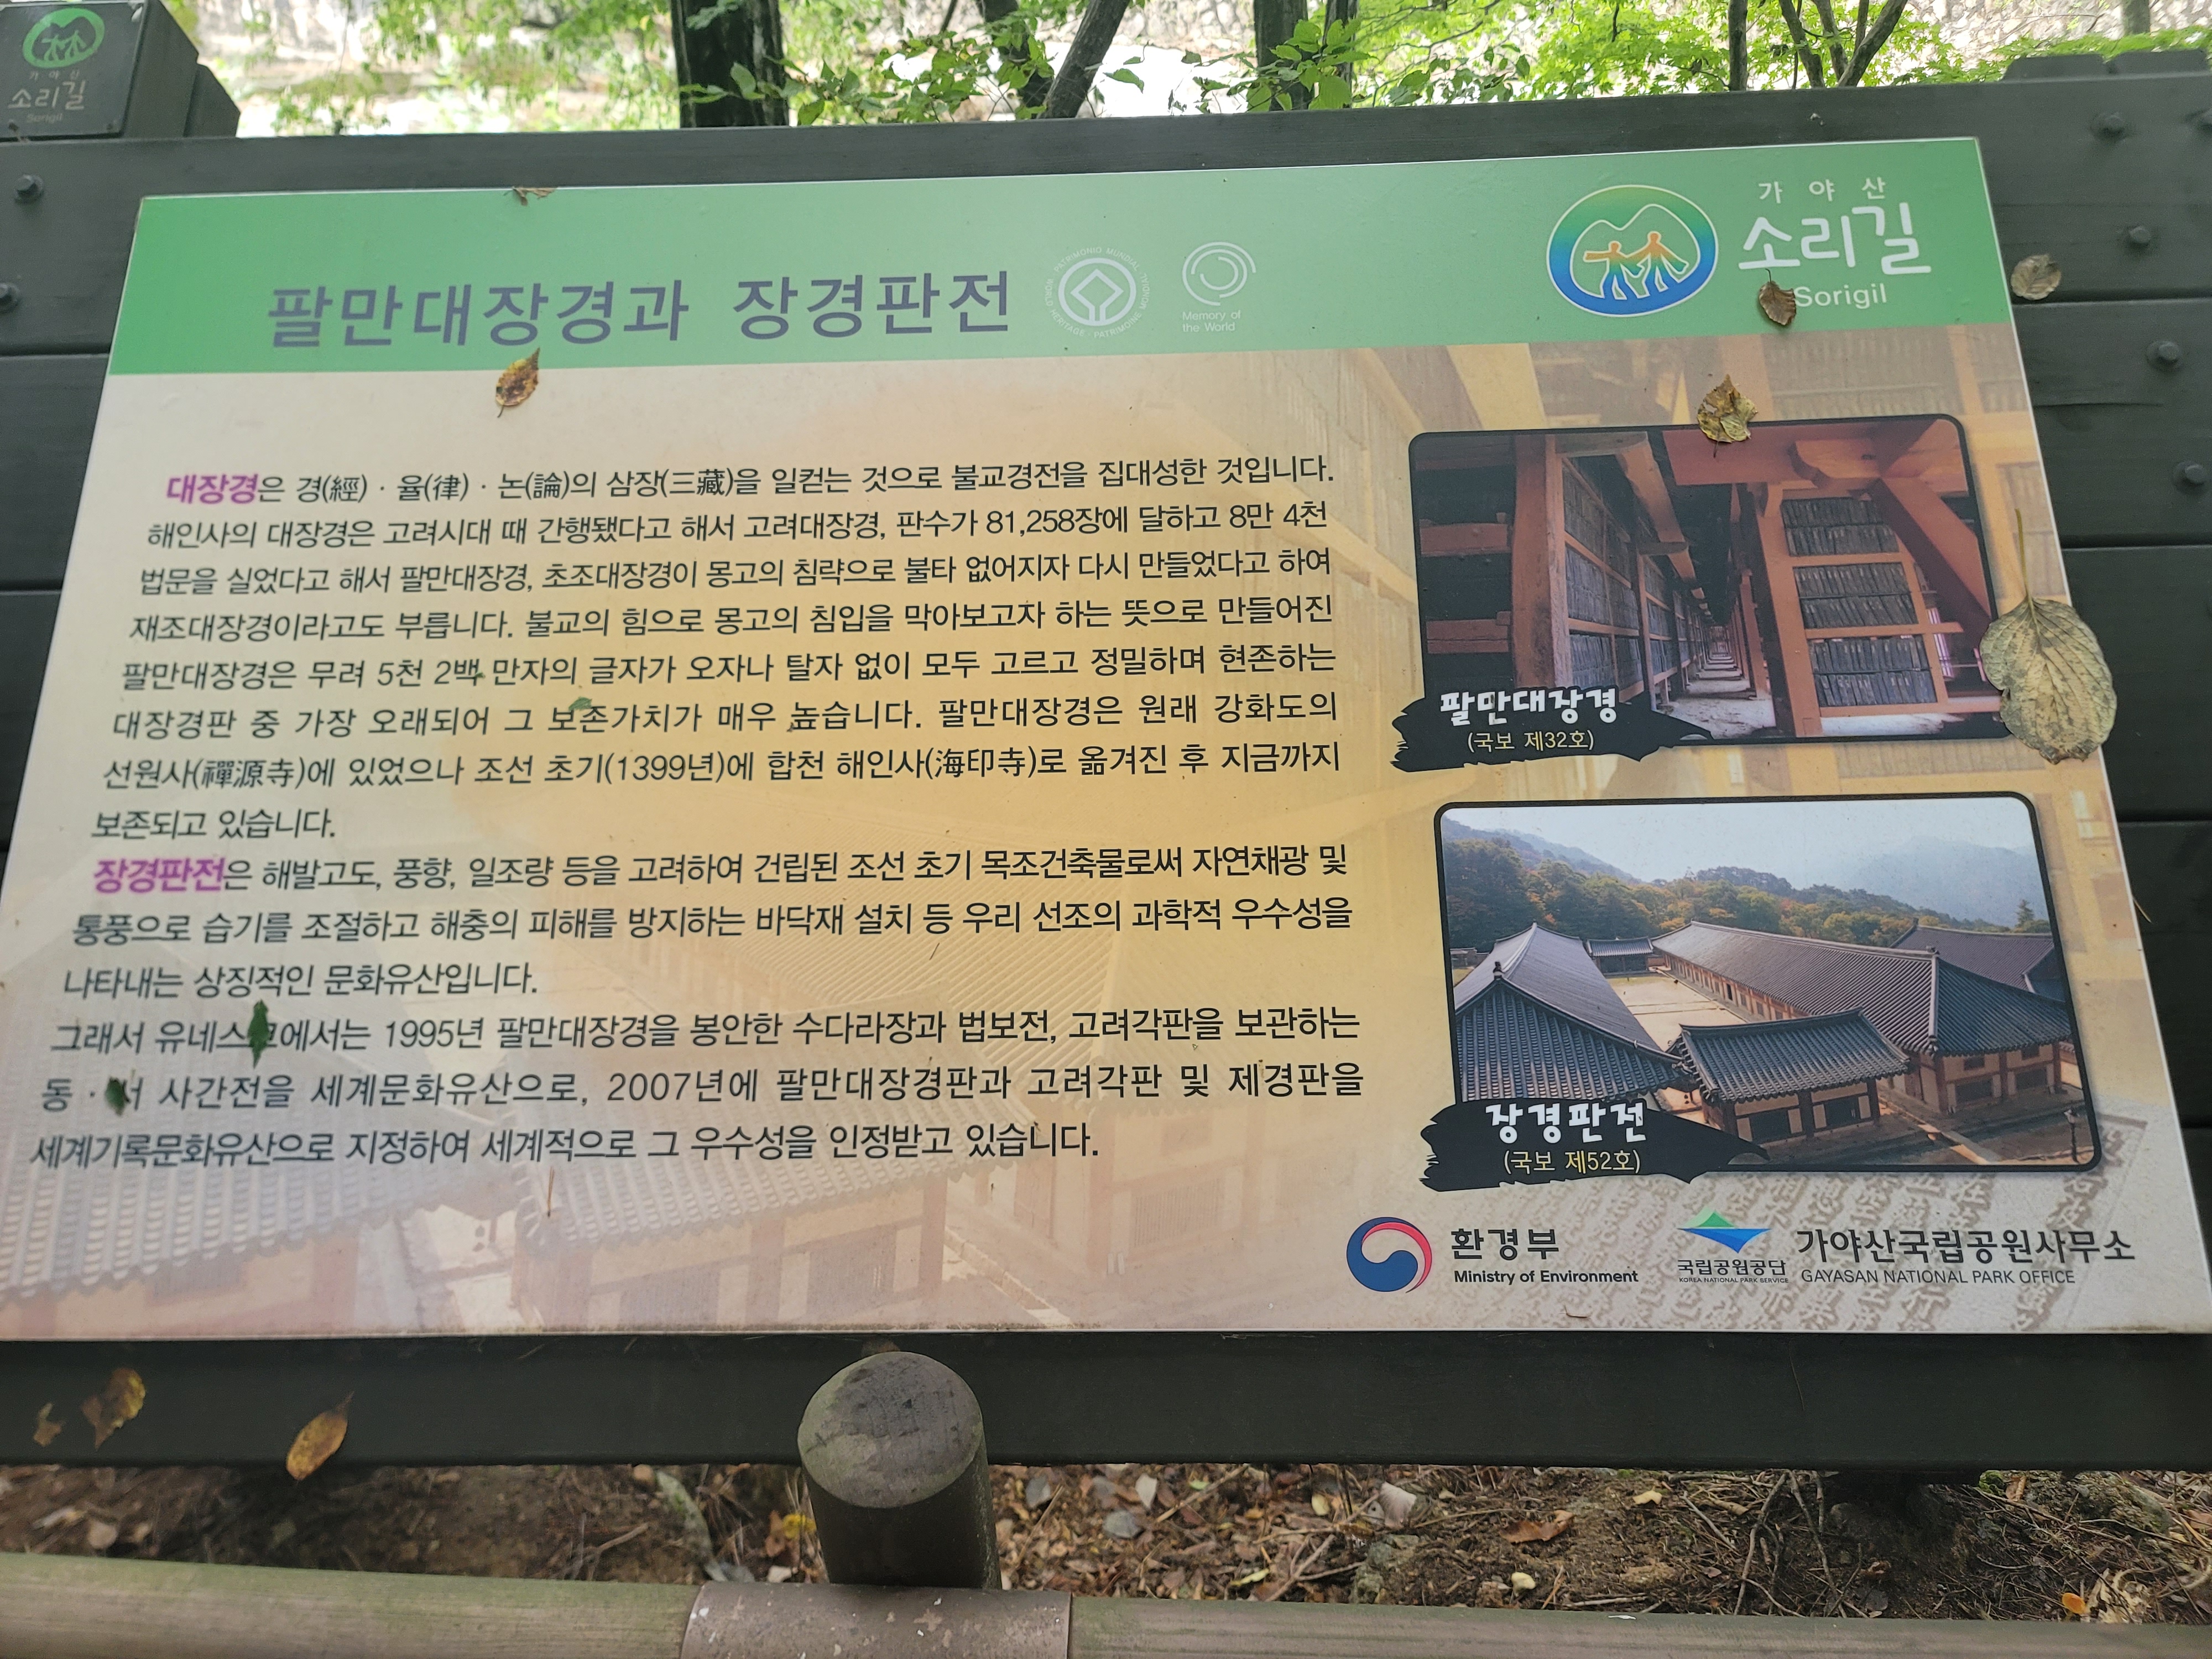 가야산
소리길
Sorigil
팔만대장경과 장경판전
WORLD HERITAGE · PATRIMOINE MONDIAL · PATRIMONIO MUNDIAL
Memory of
the World
가야산
소리길
Sorigil
대장경은 경(經) · 율(律) · 논(論)의 삼장(三藏)을 일컫는 것으로 불교경전을 집대성한 것입니다.
해인사의 대장경은 고려시대 때 간행됐다고 해서 고려대장경, 판수가 81,258장에 달하고 8만 4천
법문을 실었다고 해서 팔만대장경, 초조대장경이 몽고의 침략으로 불타 없어지자 다시 만들었다고 하여
재조대장경이라고도 부릅니다. 불교의 힘으로 몽고의 침입을 막아보고자 하는 뜻으로 만들어진
팔만대장경은 무려 5천 2백 만자의 글자가 오자나 탈자 없이 모두 고르고 정밀하며 현존하는
대장경판 중 가장 오래되어 그 보존가치가 매우 높습니다. 팔만대장경은 원래 강화도의
선원사(禪源寺)에 있었으나 조선 초기(1399년)에 합천 해인사(海印寺)로 옮겨진 후 지금까지
보존되고 있습니다.
장경판전은 해발고도, 풍향, 일조량 등을 고려하여 건립된 조선 초기 목조건축물로써 자연채광 및
통풍으로 습기를 조절하고 해충의 피해를 방지하는 바닥재 설치 등 우리 선조의 과학적 우수성을
나타내는 상징적인 문화유산입니다.
그래서 유네스코에서는 1995년 팔만대장경을 봉안한 수다라장과 법보전, 고려각판을 보관하는
동 · 서 사간전을 세계문화유산으로, 2007년에 팔만대장경판과 고려각판 및 제경판을
세계기록문화유산으로 지정하여 세계적으로 그 우수성을 인정받고 있습니다.
팔만대장경
(국보 제32호)
장경판전
(국보 제52호)
환경부
Ministry of Environment
국립공원공단
KOREA NATIONAL PARK SERVICE
가야산국립공원사무소
GAYASAN NATIONAL PARK OFFICE